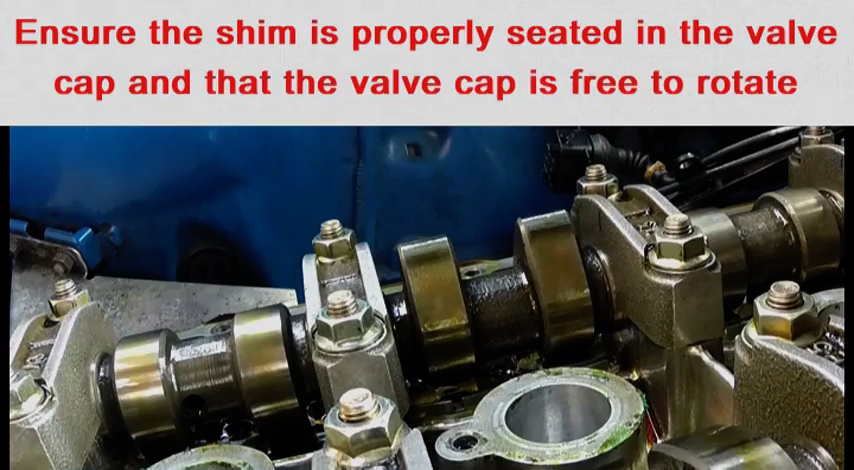 Ensure the shim is properly seated in the valve
cap and that the valve cap is free to rotate